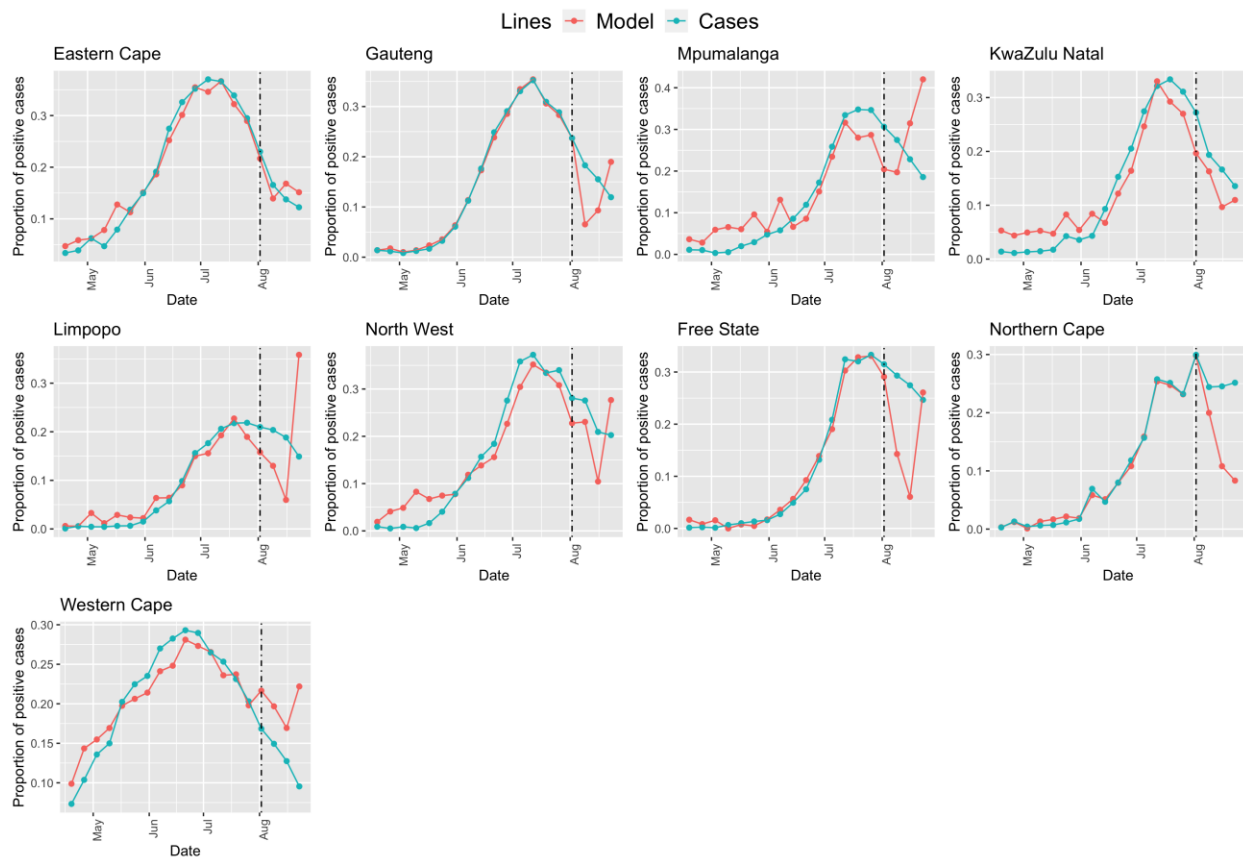 Lines Model Cases
Eastern Cape
Gauteng
Mpumalanga
KwaZulu Natal
Proportion of positive cases
0.3
0.2
0.1
May
Jun
Jul
Aug
Date
Proportion of positive cases
0.3
0.2
0.1
0.0
May
Jun
Jul
Aug
Date
Proportion of positive cases
0.4
0.3
0.2
0.1
0.0
May
Jun
Jul
Aug
Date
Proportion of positive cases
0.3
0.2
0.1
0.0
May
Jun
Jul
Aug
Date
Limpopo
North West
Free State
Northern Cape
Proportion of positive cases
0.3
0.2
0.1
0.0
May
Jun
Jul
Aug
Date
Proportion of positive cases
0.3
0.2
0.1
0.0
May
Jun
Jul
Aug
Date
Proportion of positive cases
0.3
0.2
0.1
0.0
May
Jun
Jul
Aug
Date
Proportion of positive cases
0.3
0.2
0.1
0.0
May
Jun
Jul
Aug
Date
Western Cape
Proportion of positive cases
0.30
0.25
0.20
0.15
0.10
May
Jun
Jul
Aug
Date